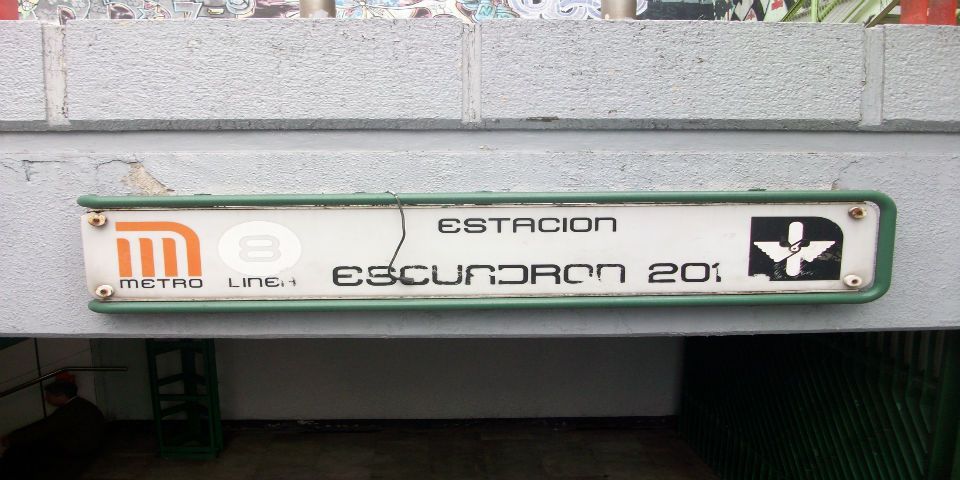 ESTACION
METRO
8
LINEA
ESCUADRON 201